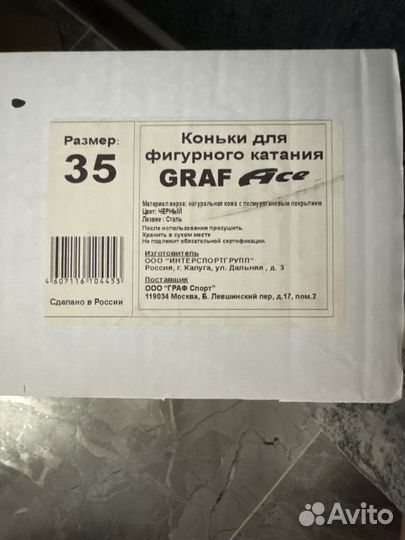 Размер:
35
Коньки для
фигурного катания
GRAF Ace
Материал верха: натуральная кожа с полиуретановым покрытием
Цвет: ЧЕРНЫЙ
Лезвие : Сталь
После использования просушить.
Хранить в сухом месте
Не подлежит обязательной сертификации.
Изготовитель
ООО "ИНТЕРСПОРТГРУПП"
Россия, г. Калуга, ул. Дальняя , д. 3
Поставщик
ООО "ГРАФ Спорт"
119034 Москва, Б. Левшинский пер, д.17, пом.2
4607116104453
Сделано в России
Avito